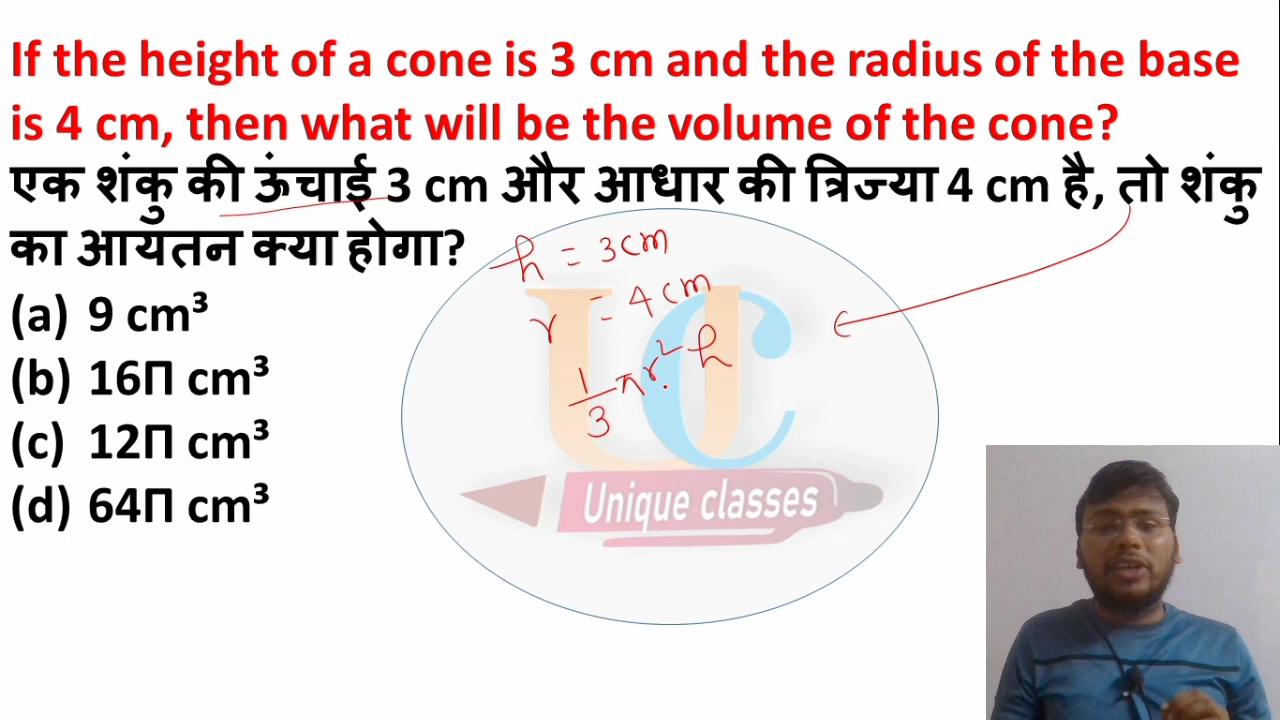 If the height of a cone is 3 cm and the radius of the base
is 4 cm, then what will be the volume of the cone?
एक शंकु की ऊंचाई 3 cm और आधार की त्रिज्या 4 cm है, तो शंकु
का आयतन क्या होगा?
(a) 9 cm³
(b) 16Π cm³
(c) 12Π cm³
(d) 64Π cm³
h = 3cm
r = 4cm
1/3 πr²h
UC
Unique classes